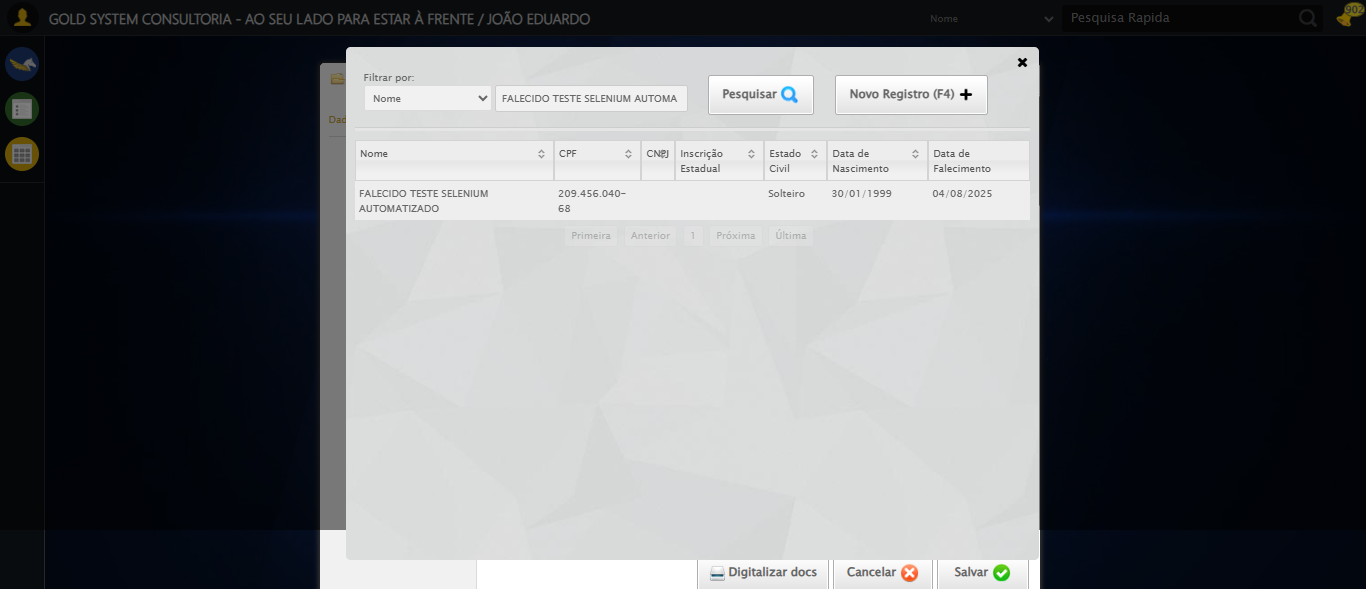 GOLD SYSTEM CONSULTORIA - AO SEU LADO PARA ESTAR À FRENTE / JOÃO EDUARDO
Nome
Pesquisa Rapida
902
Filtrar por:
Nome
FALECIDO TESTE SELENIUM AUTOMA
Pesquisar
Novo Registro (F4)
Dad
Nome
CPF
CNPJ
Inscrição
Estadual
Estado
Civil
Data de
Nascimento
Data de
Falecimento
FALECIDO TESTE SELENIUM
AUTOMATIZADO
209.456.040-
68
Solteiro
30/01/1999
04/08/2025
Primeira
Anterior
1
Próxima
Última
Digitalizar docs
Cancelar
Salvar